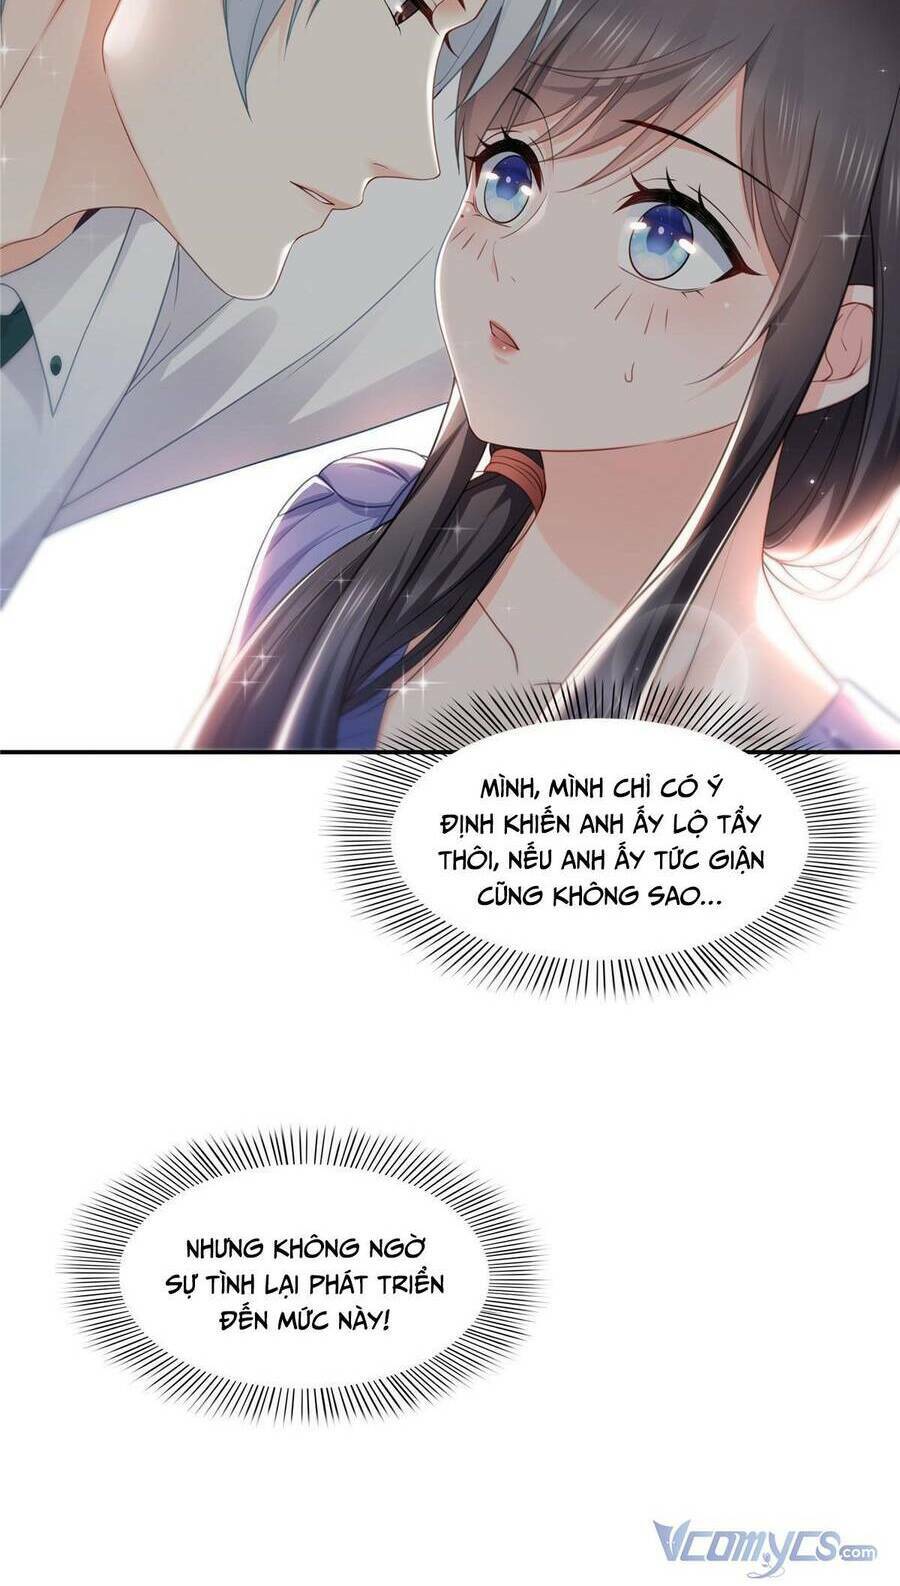 MÌNH, MÌNH CHỈ CÓ Ý
ĐỊNH KHIẾN ANH ẤY LỘ TẨY
THÔI, NẾU ANH ẤY TỨC GIẬN
CŨNG KHÔNG SAO...
NHƯNG KHÔNG NGỜ
SỰ TÌNH LẠI PHÁT TRIỂN
ĐẾN MỨC NÀY!
VCOMYCS.com